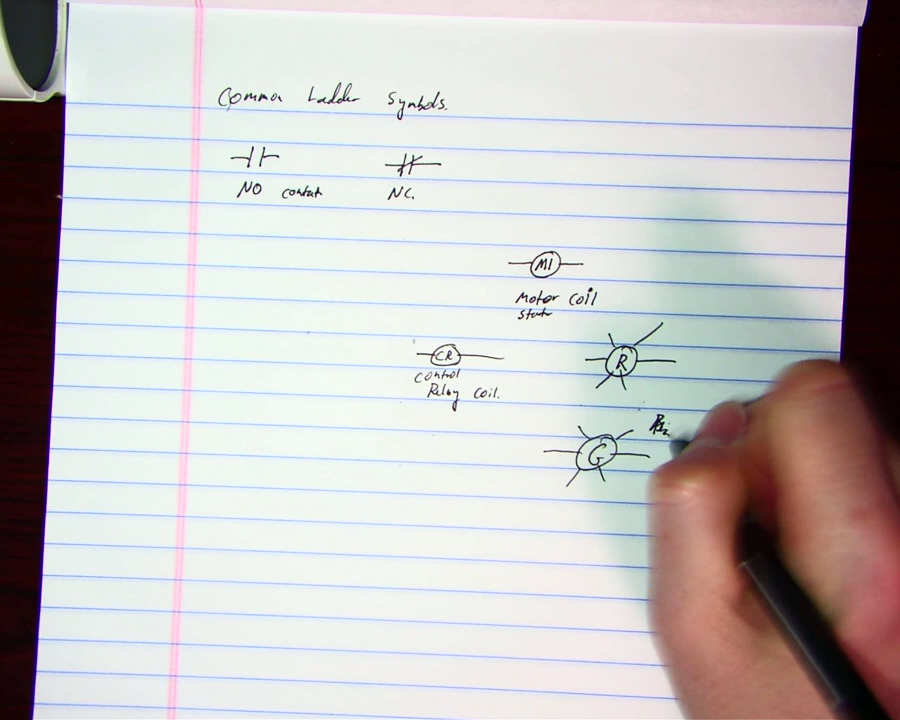 Common Ladder Symbols.
NO contact
NC.
M1
Motor coil
CR
Control
Relay coil.
R
G